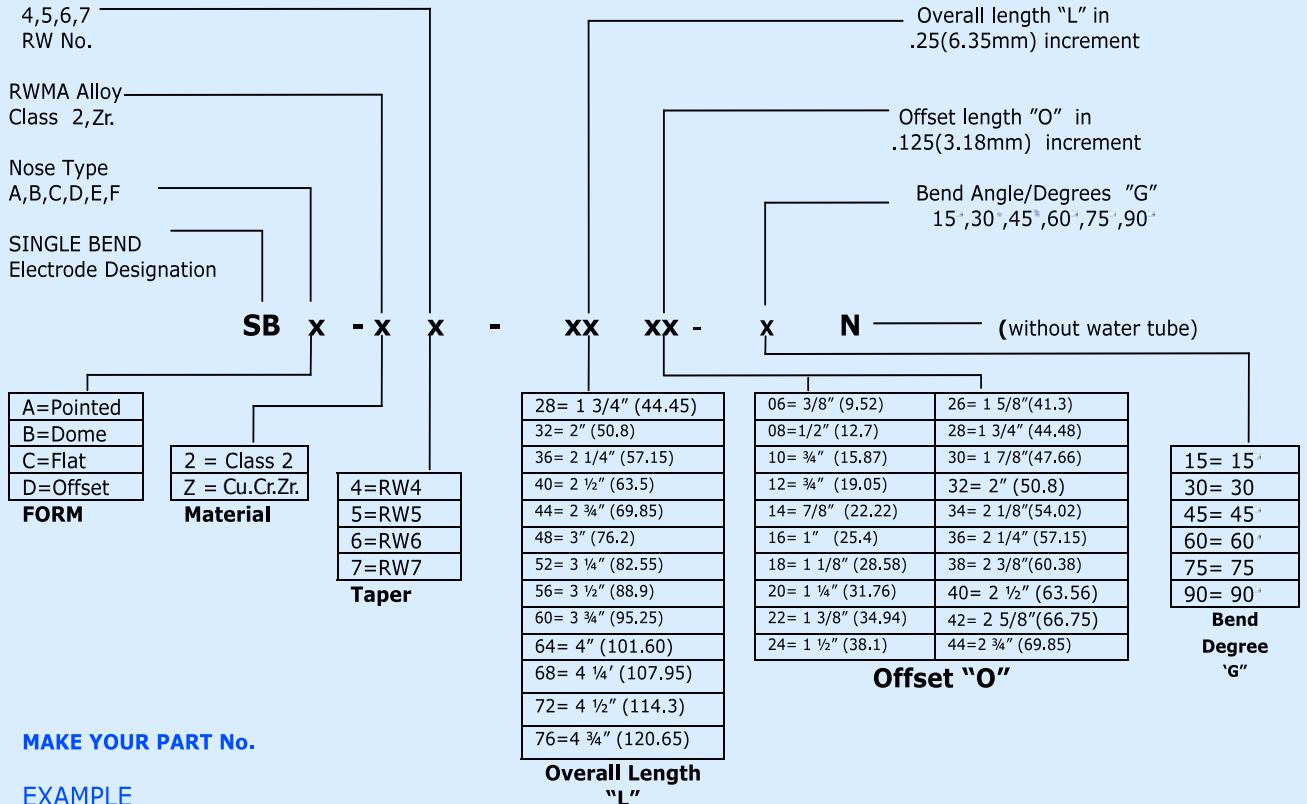 4,5,6,7
RW No.
RWMA Alloy
Class 2,Zr.
Nose Type
A,B,C,D,E,F
SINGLE BEND
Electrode Designation
Overall length “L” in
.25(6.35mm) increment
Offset length ”O” in
.125(3.18mm) increment
Bend Angle/Degrees ”G”
15°,30°,45°,60°,75°,90°
SB x - x x - xx xx - x N (without water tube)
A=Pointed
B=Dome
C=Flat
D=Offset
FORM
2 = Class 2
Z = Cu.Cr.Zr.
Material
4=RW4
5=RW5
6=RW6
7=RW7
Taper
28= 1 3/4” (44.45)
32= 2” (50.8)
36= 2 1/4” (57.15)
40= 2 ½” (63.5)
44= 2 ¾” (69.85)
48= 3” (76.2)
52= 3 ¼” (82.55)
56= 3 ½” (88.9)
60= 3 ¾” (95.25)
64= 4” (101.60)
68= 4 ¼’ (107.95)
72= 4 ½” (114.3)
76=4 ¾” (120.65)
Overall Length
“L”
06= 3/8” (9.52) 26= 1 5/8”(41.3)
08=1/2” (12.7) 28=1 3/4” (44.48)
10= ¾” (15.87) 30= 1 7/8”(47.66)
12= ¾” (19.05) 32= 2” (50.8)
14= 7/8” (22.22) 34= 2 1/8”(54.02)
16= 1” (25.4) 36= 2 1/4” (57.15)
18= 1 1/8” (28.58) 38= 2 3/8”(60.38)
20= 1 ¼” (31.76) 40= 2 ½” (63.56)
22= 1 3/8” (34.94) 42= 2 5/8”(66.75)
24= 1 ½” (38.1) 44=2 ¾” (69.85)
Offset “O”
15= 15°
30= 30
45= 45°
60= 60°
75= 75
90= 90°
Bend
Degree
‘G”
MAKE YOUR PART No.
EXAMPLE